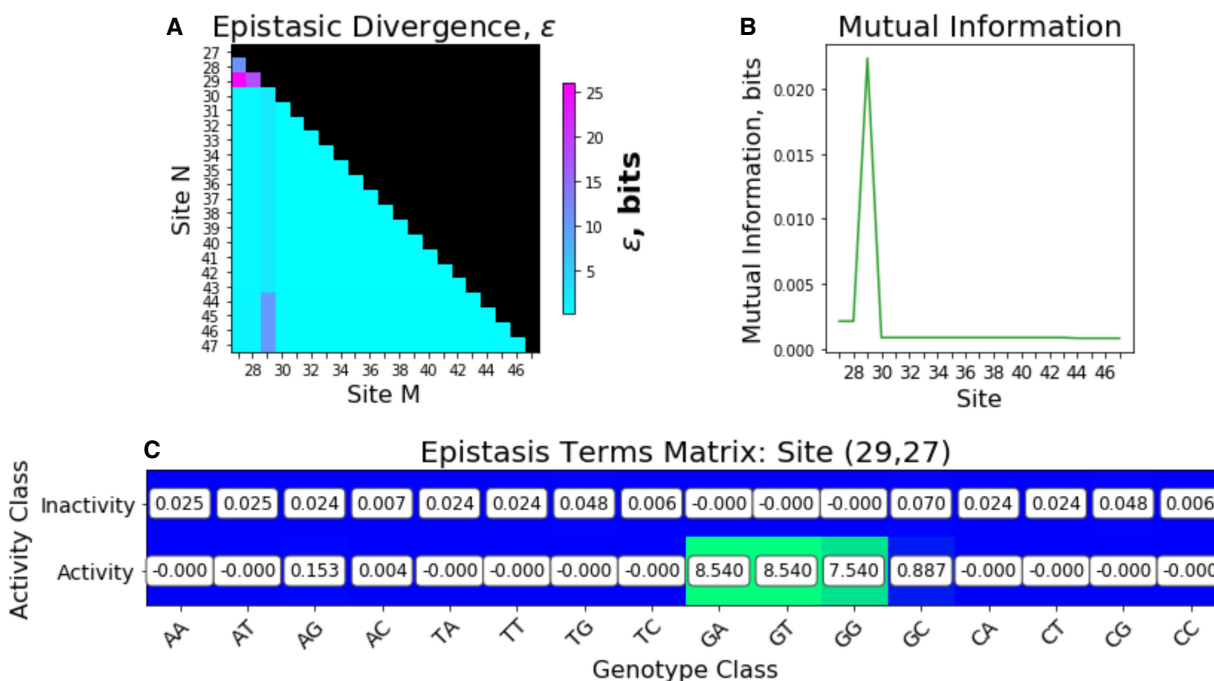 A Epistasic Divergence, ε
27
28
29
30
31
32
33
34
35
36
37
38
39
40
41
42
43
44
45
46
47
Site N
28 30 32 34 36 38 40 42 44 46
Site M
25
20
15
10
5
ε, bits
B Mutual Information
0.020
0.015
0.010
0.005
0.000
Mutual Information, bits
28 30 32 34 36 38 40 42 44 46
Site
C Epistasis Terms Matrix: Site (29,27)
Activity Class
Inactivity 0.025 0.025 0.024 0.007 0.024 0.024 0.048 0.006 -0.000 -0.000 -0.000 0.070 0.024 0.024 0.048 0.006
Activity -0.000 -0.000 0.153 0.004 -0.000 -0.000 -0.000 -0.000 8.540 8.540 7.540 0.887 -0.000 -0.000 -0.000 -0.000
AA AT AG AC TA TT TG TC GA GT GG GC CA CT CG CC
Genotype Class